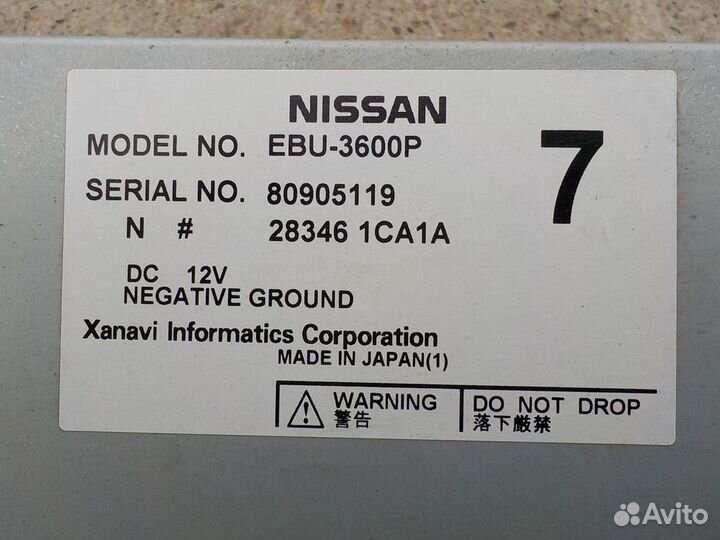 NISSAN
MODEL NO. EBU-3600P
SERIAL NO. 80905119
N # 28346 1CA1A
7
DC 12V
NEGATIVE GROUND
Xanavi Informatics Corporation
MADE IN JAPAN(1)
WARNING
警告
DO NOT DROP
落下厳禁
Avito